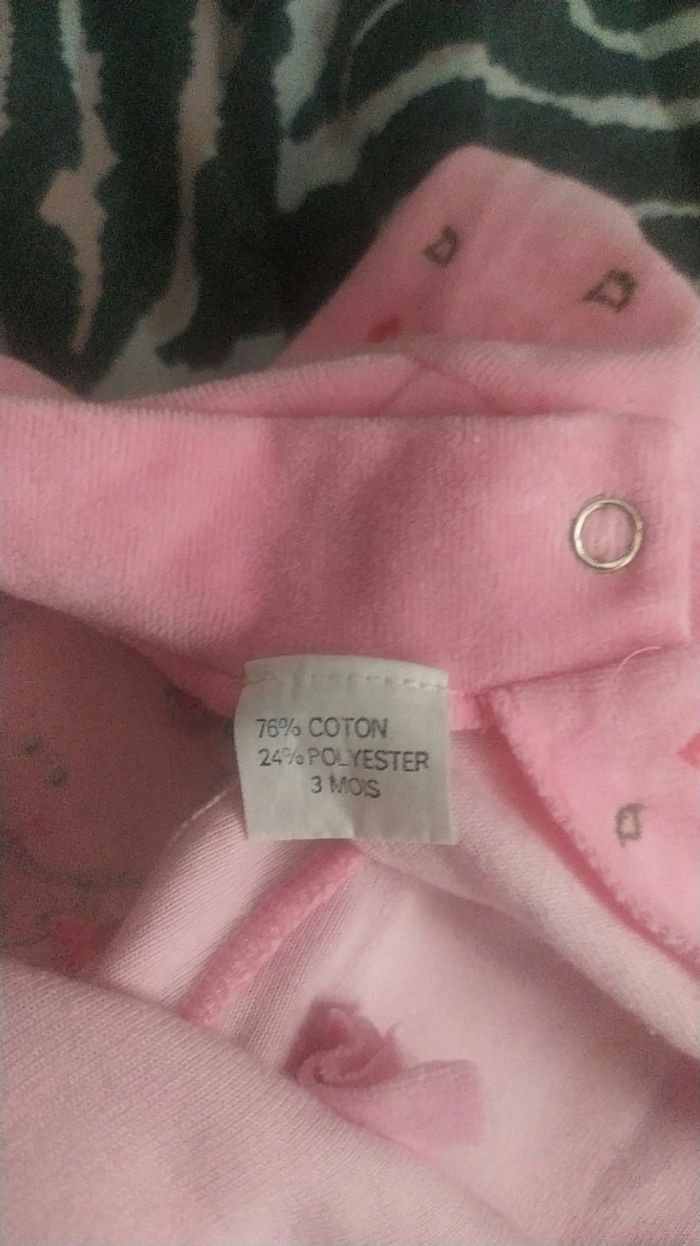 76% COTON
24% POLYESTER
3 MOIS